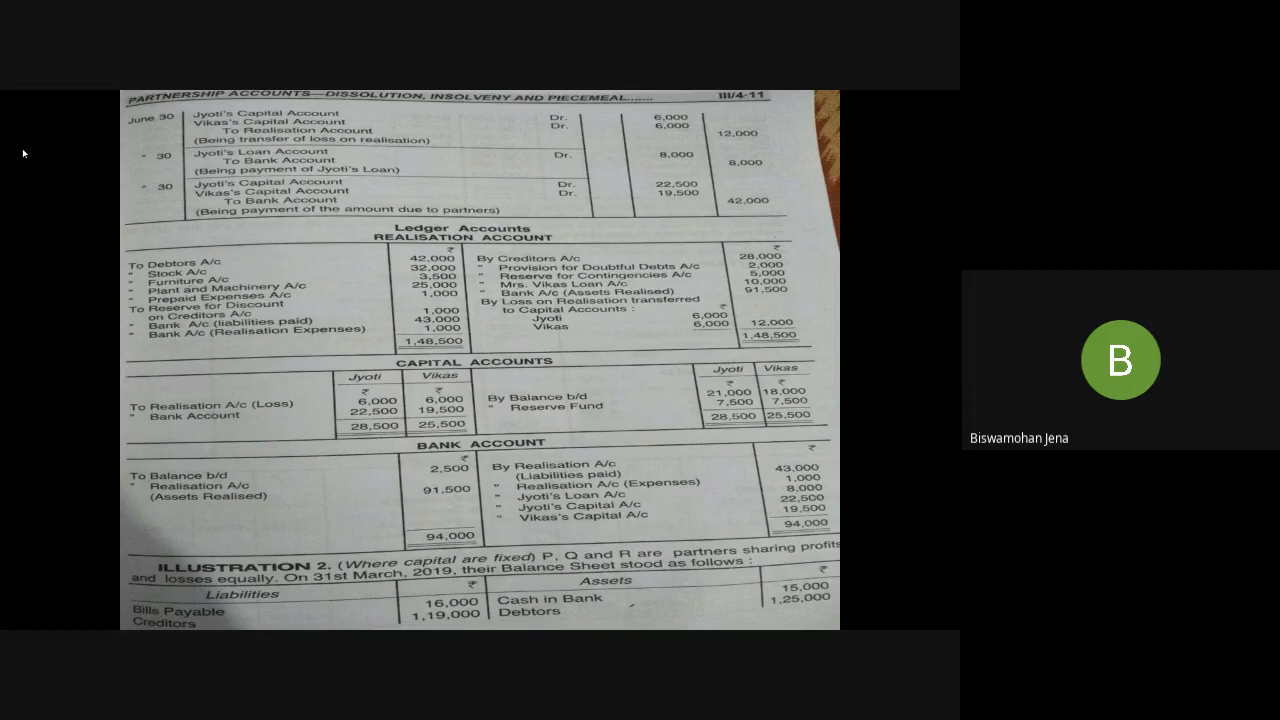 PARTNERSHIP ACCOUNTS—DISSOLUTION, INSOLVENY AND PIECEMEAL....... III/4-11
June 30 Jyoti's Capital Account Dr. 6,000
Vikas's Capital Account Dr. 6,000
To Realisation Account 12,000
(Being transfer of loss on realisation)
" 30 Jyoti's Loan Account Dr. 8,000
To Bank Account 8,000
(Being payment of Jyoti's Loan)
" 30 Jyoti's Capital Account Dr. 22,500
Vikas's Capital Account Dr. 19,500
To Bank Account 42,000
(Being payment of the amount due to partners)
Ledger Accounts
REALISATION ACCOUNT
₹ ₹
To Debtors A/c 42,000 By Creditors A/c 28,000
" Stock A/c 32,000 " Provision for Doubtful Debts A/c 2,000
" Furniture A/c 3,500 " Reserve for Contingencies A/c 5,000
" Plant and Machinery A/c 25,000 " Mrs. Vikas Loan A/c 10,000
" Prepaid Expenses A/c 1,000 " Bank A/c (Assets Realised) 91,500
To Reserve for Discount By Loss on Realisation transferred
on Creditors A/c 1,000 to Capital Accounts : ₹
" Bank A/c (liabilities paid) 43,000 Jyoti 6,000
" Bank A/c (Realisation Expenses) 1,000 Vikas 6,000 12,000
1,48,500 1,48,500
CAPITAL ACCOUNTS
Jyoti Vikas Jyoti Vikas
₹ ₹ ₹ ₹
To Realisation A/c (Loss) 6,000 6,000 By Balance b/d 21,000 18,000
" Bank Account 22,500 19,500 " Reserve Fund 7,500 7,500
28,500 25,500 28,500 25,500
BANK ACCOUNT
₹ ₹
To Balance b/d 2,500 By Realisation A/c
" Realisation A/c (Liabilities paid) 43,000
(Assets Realised) 91,500 " Realisation A/c (Expenses) 1,000
" Jyoti's Loan A/c 8,000
" Jyoti's Capital A/c 22,500
" Vikas's Capital A/c 19,500
94,000 94,000
ILLUSTRATION 2. (Where capital are fixed) P, Q and R are partners sharing profits
and losses equally. On 31st March, 2019, their Balance Sheet stood as follows :
Liabilities ₹ Assets ₹
Bills Payable 16,000 Cash in Bank 15,000
Creditors 1,19,000 Debtors 1,25,000
B
Biswamohan Jena